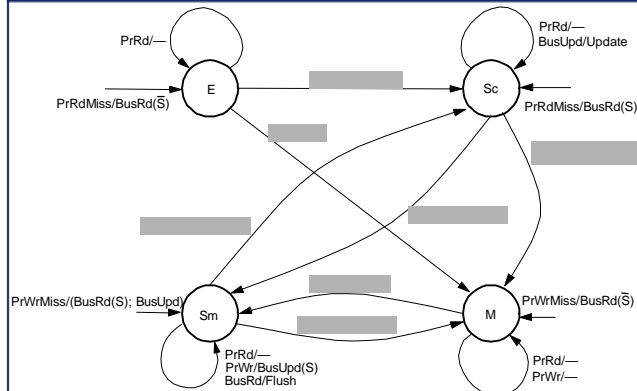 PrRd/—
PrRd/—
BusUpd/Update
E
Sc
PrRdMiss/BusRd(S̅)
PrRdMiss/BusRd(S)
PrWrMiss/(BusRd(S); BusUpd)
Sm
M
PrWrMiss/BusRd(S̅)
PrRd/—
PrWr/BusUpd(S)
BusRd/Flush
PrRd/—
PrWr/—